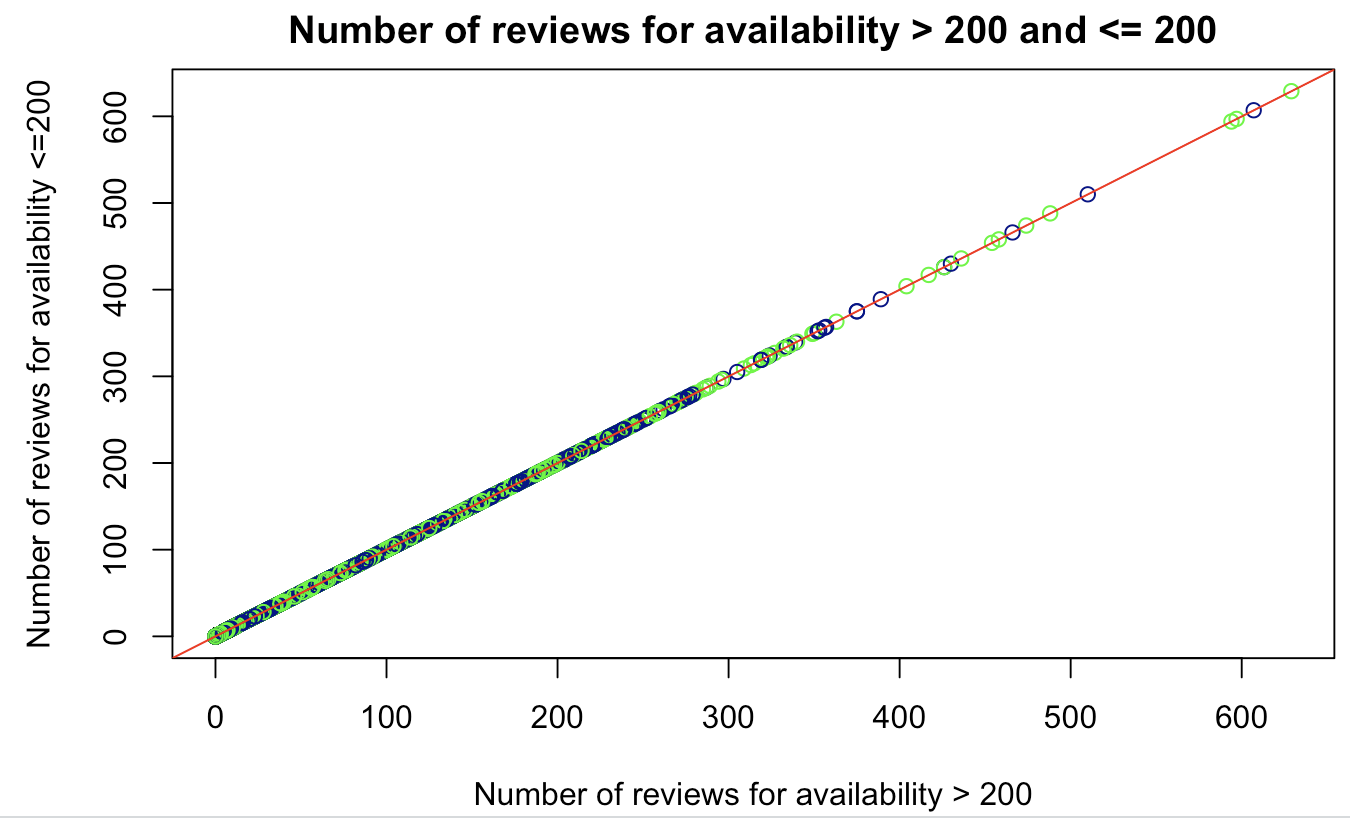 Number of reviews for availability > 200 and <= 200
Number of reviews for availability <=200
600
500
400
300
200
100
0
0 100 200 300 400 500 600
Number of reviews for availability > 200